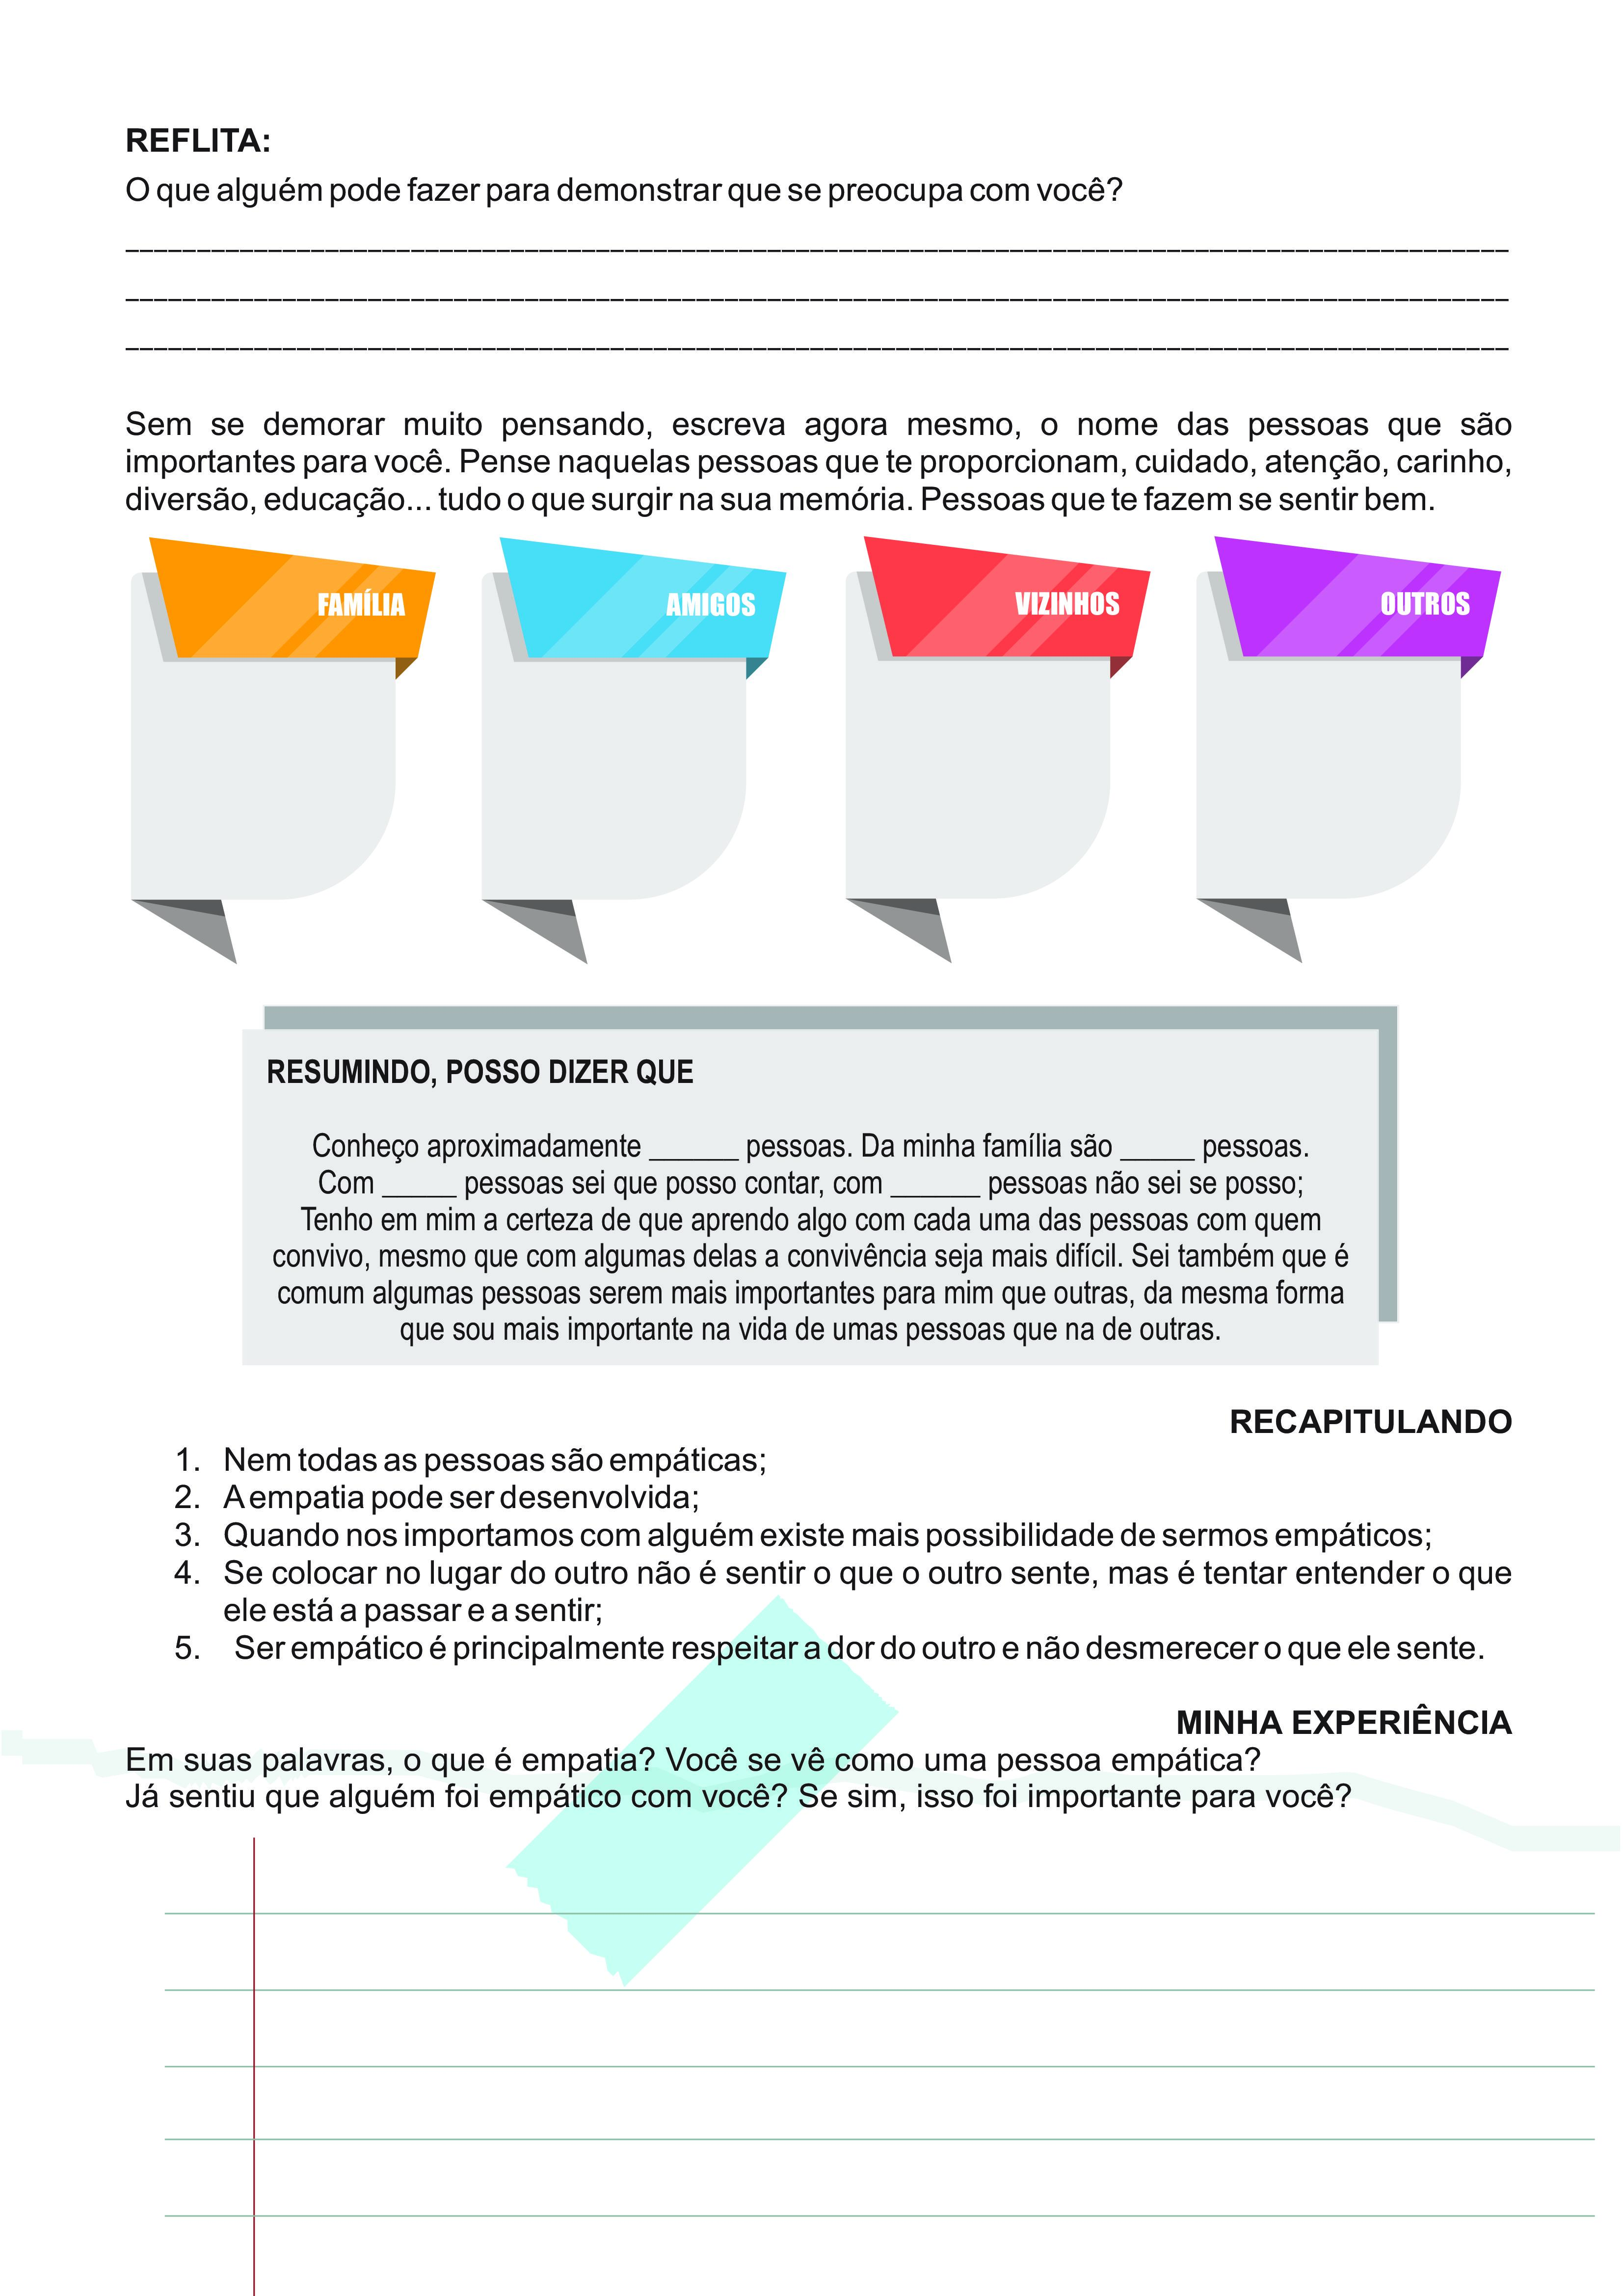 REFLITA:
O que alguém pode fazer para demonstrar que se preocupa com você?
_________________________________________________________________________________
_________________________________________________________________________________
_________________________________________________________________________________
Sem se demorar muito pensando, escreva agora mesmo, o nome das pessoas que são
importantes para você. Pense naquelas pessoas que te proporcionam, cuidado, atenção, carinho,
diversão, educação... tudo o que surgir na sua memória. Pessoas que te fazem se sentir bem.
FAMÍLIA AMIGOS VIZINHOS OUTROS
RESUMINDO, POSSO DIZER QUE
Conheço aproximadamente ______ pessoas. Da minha família são _____ pessoas.
Com _____ pessoas sei que posso contar, com ______ pessoas não sei se posso;
Tenho em mim a certeza de que aprendo algo com cada uma das pessoas com quem
convivo, mesmo que com algumas delas a convivência seja mais difícil. Sei também que é
comum algumas pessoas serem mais importantes para mim que outras, da mesma forma
que sou mais importante na vida de umas pessoas que na de outras.
RECAPITULANDO
1. Nem todas as pessoas são empáticas;
2. A empatia pode ser desenvolvida;
3. Quando nos importamos com alguém existe mais possibilidade de sermos empáticos;
4. Se colocar no lugar do outro não é sentir o que o outro sente, mas é tentar entender o que
ele está a passar e a sentir;
5. Ser empático é principalmente respeitar a dor do outro e não desmerecer o que ele sente.
MINHA EXPERIÊNCIA
Em suas palavras, o que é empatia? Você se vê como uma pessoa empática?
Já sentiu que alguém foi empático com você? Se sim, isso foi importante para você?